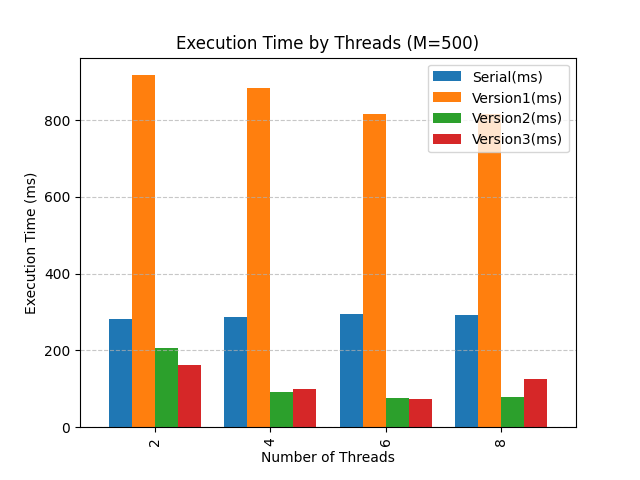 Execution Time by Threads (M=500)
Serial(ms)
Version1(ms)
Version2(ms)
Version3(ms)
Execution Time (ms)
800
600
400
200
0
2
4
6
8
Number of Threads